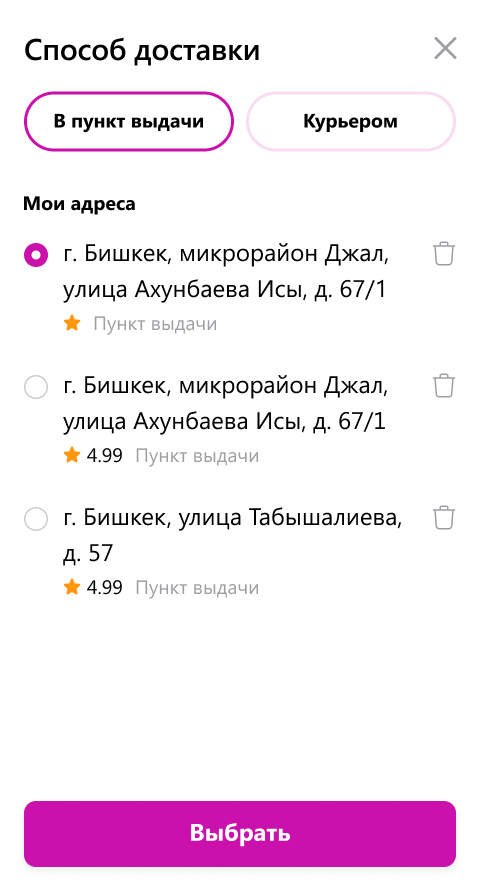 Способ доставки
В пункт выдачи
Курьером
Мои адреса
г. Бишкек, микрорайон Джал,
улица Ахунбаева Исы, д. 67/1
Пункт выдачи
г. Бишкек, микрорайон Джал,
улица Ахунбаева Исы, д. 67/1
4.99 Пункт выдачи
г. Бишкек, улица Табышалиева,
д. 57
4.99 Пункт выдачи
Выбрать